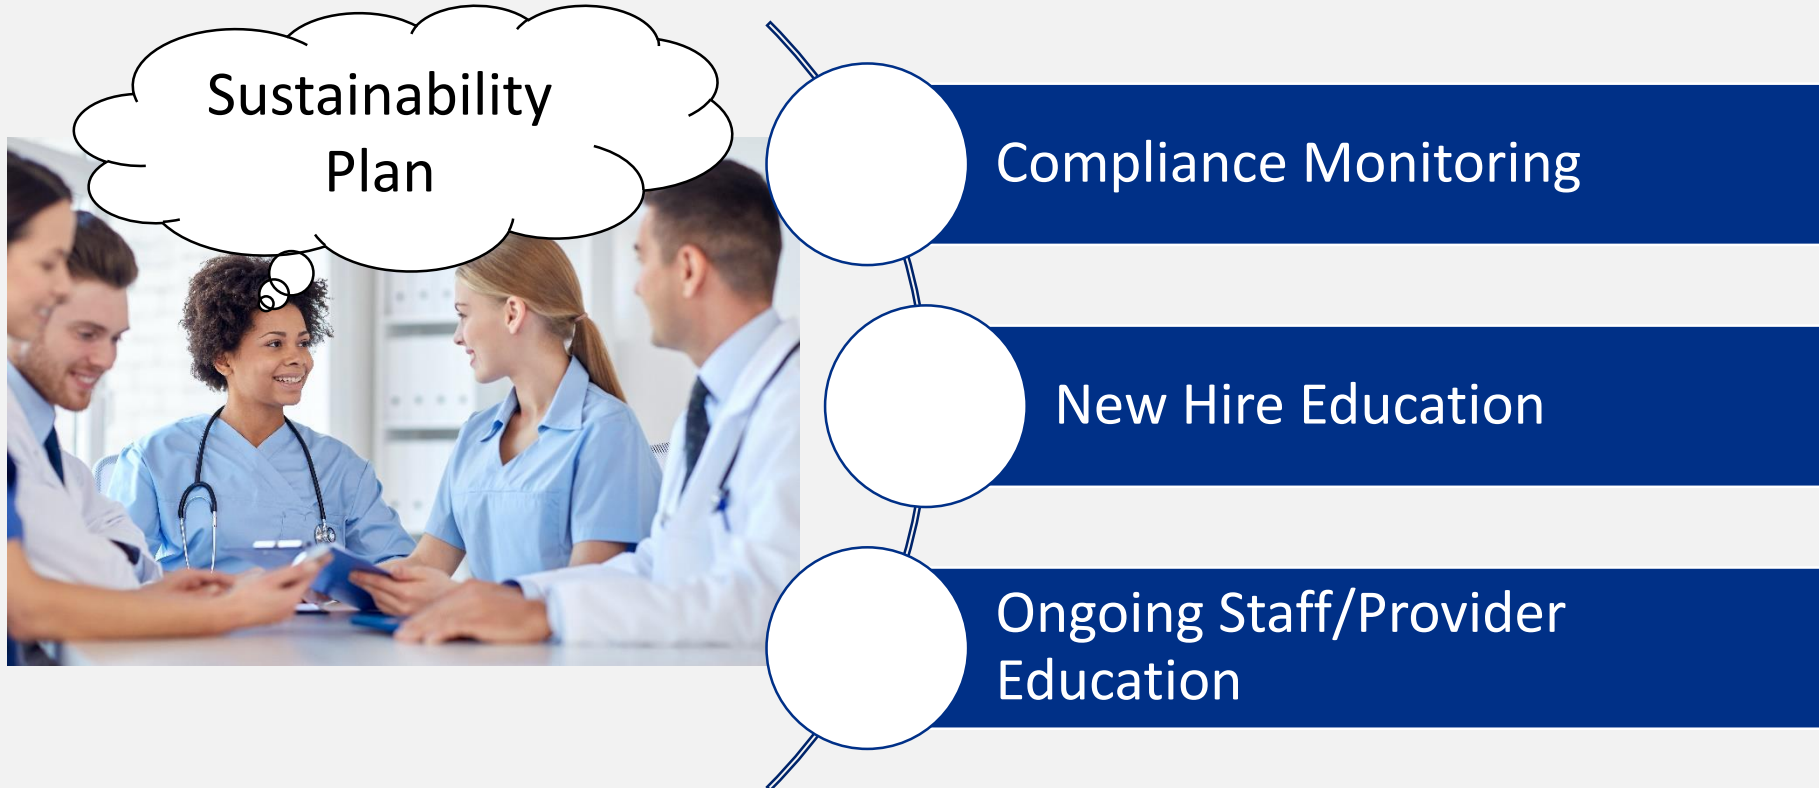 Sustainability
Plan
Compliance Monitoring
New Hire Education
Ongoing Staff/Provider
Education